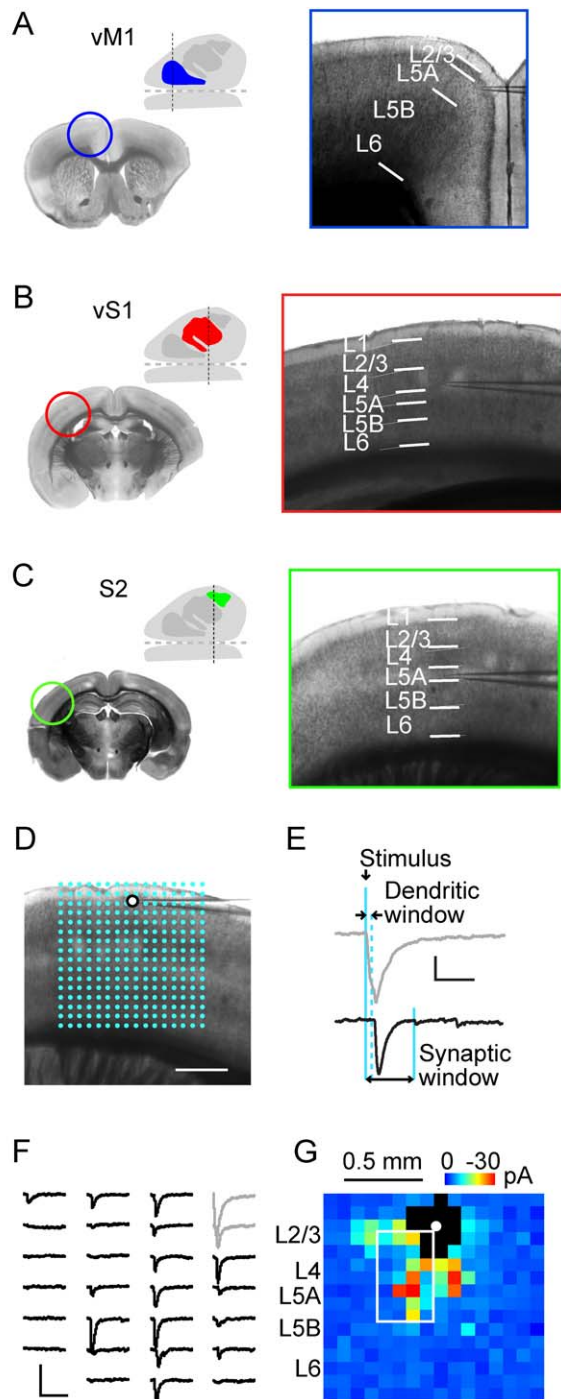 A
vM1
L2/3
L5A
L5B
L6
B
vS1
L1
L2/3
L4
L5A
L5B
L6
C
S2
L1
L2/3
L4
L5A
L5B
L6
D
E
Stimulus
Dendritic
window
Synaptic
window
F
G
0.5 mm
0 -30
pA
L2/3
L4
L5A
L5B
L6